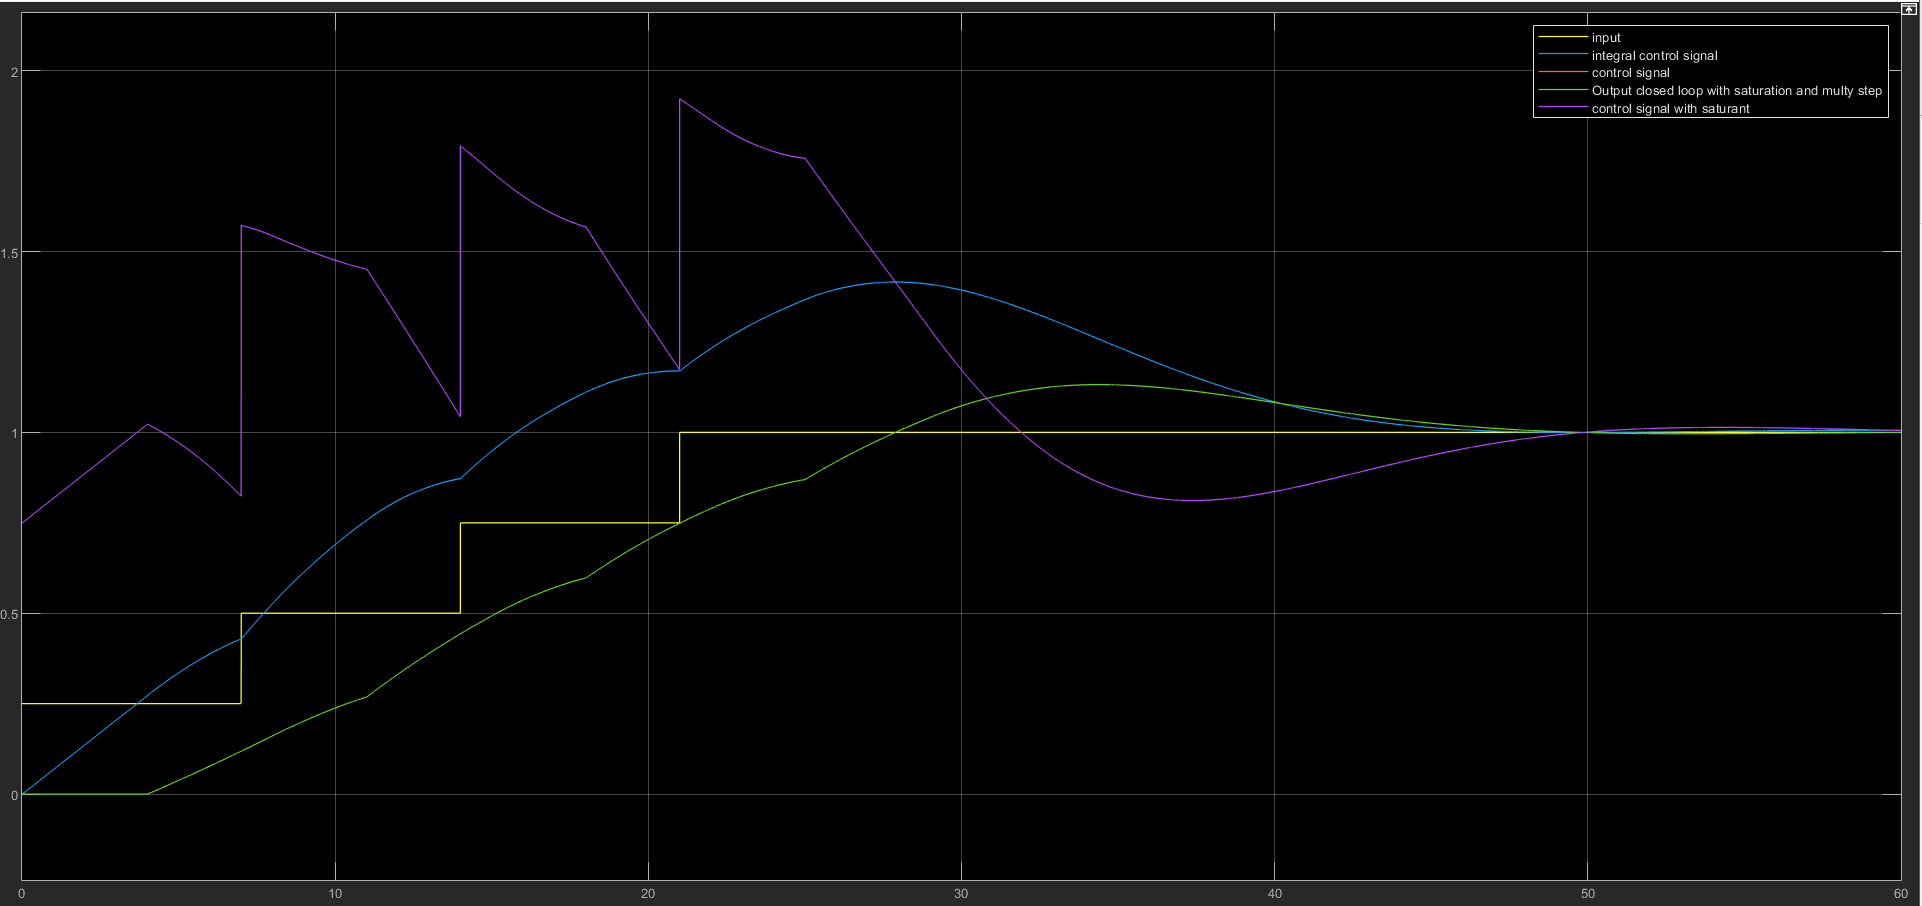 input
integral control signal
control signal
Output closed loop with saturation and multy step
control signal with saturant
2
1.5
1
0.5
0
0 10 20 30 40 50 60